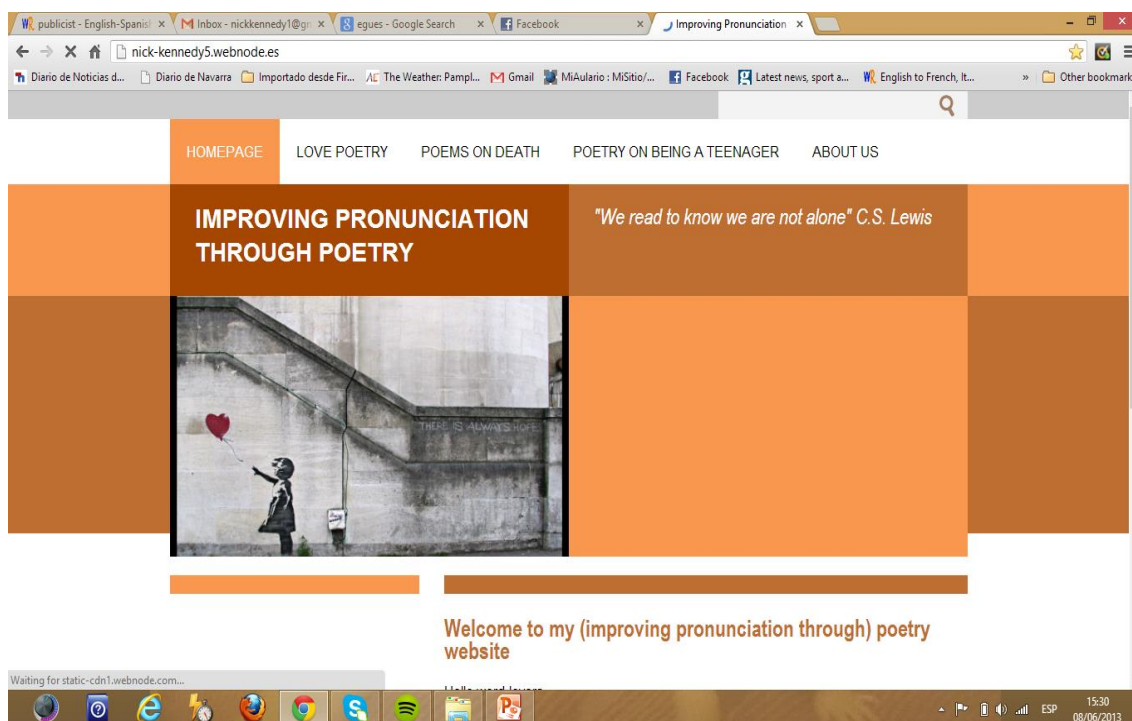 publicist - English-Spanish
Inbox - nickkennedy1@gm
egues - Google Search
Facebook
Improving Pronunciation
nick-kennedy5.webnode.es
Diario de Noticias d...
Diario de Navarra
Importado desde Fir...
The Weather: Pampl...
Gmail
MiAulario : MiSitio/...
Facebook
Latest news, sport a...
English to French, It...
»
Other bookmark
HOMEPAGE
LOVE POETRY
POEMS ON DEATH
POETRY ON BEING A TEENAGER
ABOUT US
IMPROVING PRONUNCIATION
THROUGH POETRY
"We read to know we are not alone" C.S. Lewis
THERE IS ALWAYS HOPE
Welcome to my (improving pronunciation through) poetry
website
Waiting for static-cdn1.webnode.com...
ESP
15:30
08/06/2013